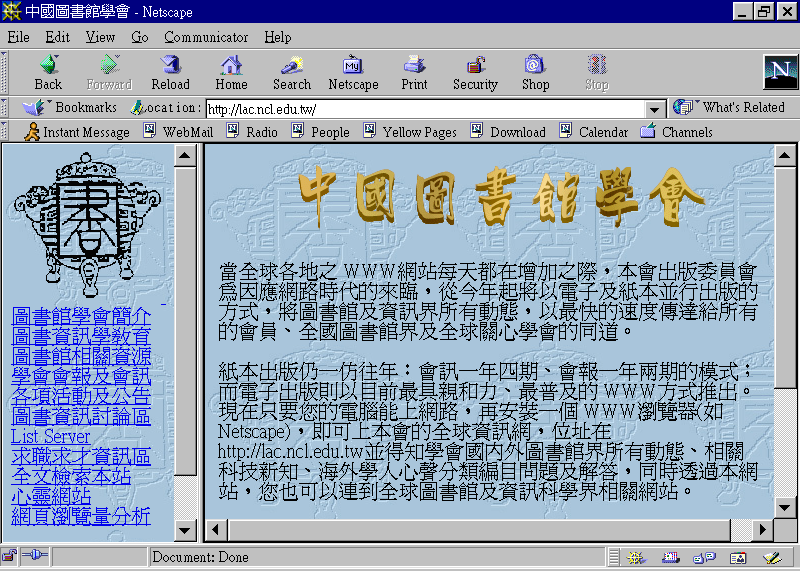 中國圖書館學會 - Netscape
File Edit View Go Communicator Help
Back Forward Reload Home Search Netscape Print Security Shop Stop
My
N
Bookmarks Location: http://lac.ncl.edu.tw/ What's Related
Instant Message WebMail Radio People Yellow Pages Download Calendar Channels
書
圖書館學會簡介
圖書資訊學敎育
圖書館相關資源
學會會報及會訊
各項活動及公告
圖書資訊討論區
List Server
求職求才資訊區
全文檢索本站
心靈網站
網頁瀏覽量分析
中國圖書館學會
當全球各地之 WWW網站每天都在增加之際，本會出版委員會
爲因應網路時代的來臨，從今年起將以電子及紙本並行出版的
方式，將圖書館及資訊界所有動態，以最快的速度傳達給所有
的會員、全國圖書館界及全球關心學會的同道。
紙本出版仍一仿往年：會訊一年四期、會報一年兩期的模式；
而電子出版則以目前最具親和力、最普及的 WWW方式推出。
現在只要您的電腦能上網路，再安裝一個 WWW瀏覽器(如
Netscape)，即可上本會的全球資訊網，位址在
http://lac.ncl.edu.tw並得知學會國內外圖書館界所有動態、相關
科技新知、海外學人心聲分類編目問題及解答，同時透過本網
站，您也可以連到全球圖書館及資訊科學界相關網站。
Document: Done